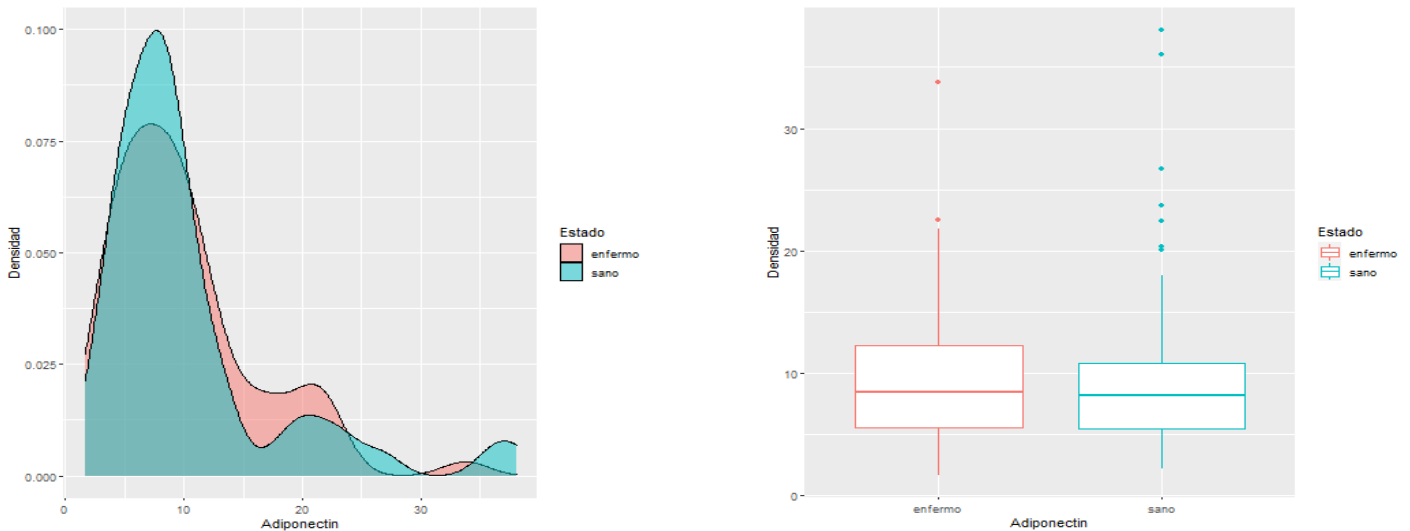 0.100
0.075
0.050
0.025
0.000
Densidad
0
10
20
30
Adiponectin
Estado
enfermo
sano
30
20
10
0
Densidad
enfermo
sano
Adiponectin
Estado
enfermo
sano